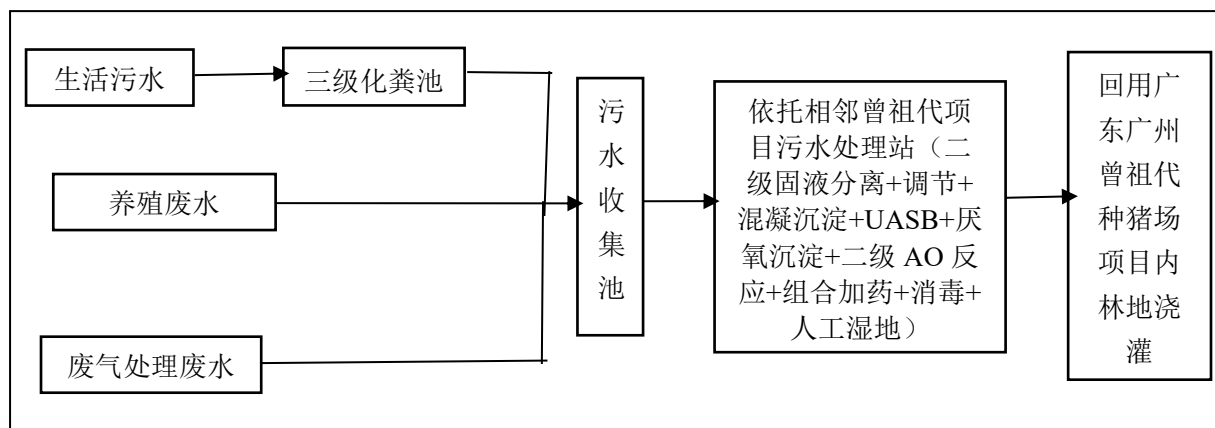 生活污水
三级化粪池
养殖废水
废气处理废水
污
水
收
集
池
依托相邻曾祖代项
目污水处理站（二
级固液分离+调节+
混凝沉淀+UASB+厌
氧沉淀+二级 AO 反
应+组合加药+消毒+
人工湿地）
回用广
东广州
曾祖代
种猪场
项目内
林地浇
灌